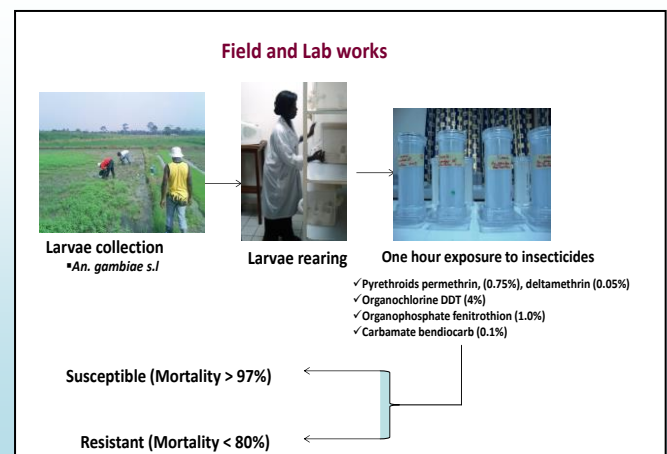 Field and Lab works
Larvae collection
▪An. gambiae s.l
Larvae rearing
One hour exposure to insecticides
✓Pyrethroids permethrin, (0.75%), deltamethrin (0.05%)
✓Organochlorine DDT (4%)
✓Organophosphate fenitrothion (1.0%)
✓Carbamate bendiocarb (0.1%)
Susceptible (Mortality > 97%)
Resistant (Mortality < 80%)